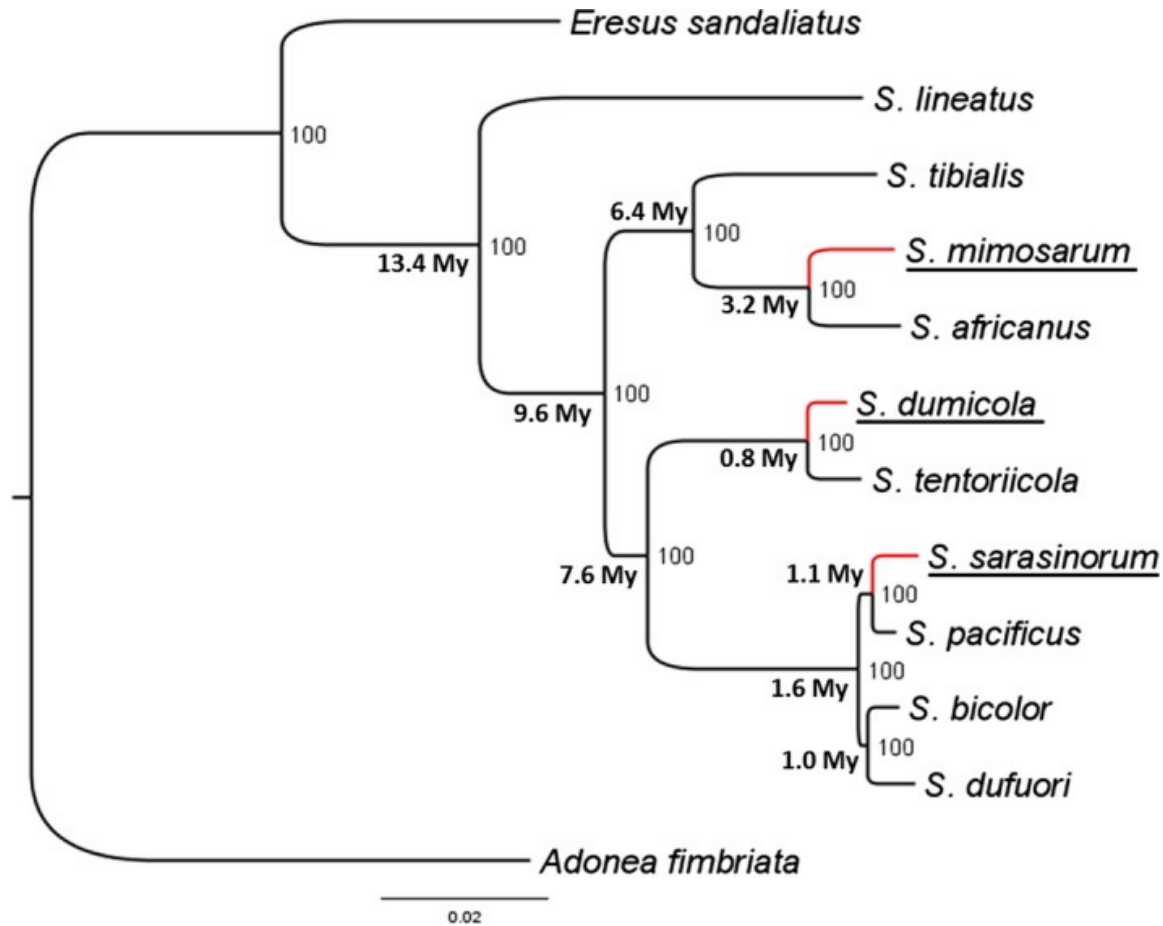 Eresus sandaliatus
S. lineatus
100
S. tibialis
6.4 My
100
S. mimosarum
100
13.4 My
3.2 My
100
S. africanus
100
9.6 My
S. dumicola
0.8 My
100
S. tentoriicola
100
7.6 My
S. sarasinorum
1.1 My
100
S. pacificus
100
1.6 My
S. bicolor
100
1.0 My
S. dufuori
Adonea fimbriata
0.02